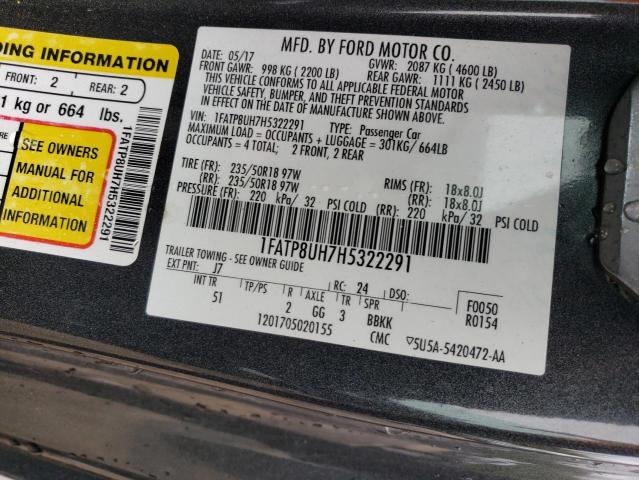 DING INFORMATION
FRONT: 2 REAR: 2
1 kg or 664 lbs.
SEE OWNERS
MANUAL FOR
ADDITIONAL
INFORMATION
1FATP8UH7H5322291
MFD. BY FORD MOTOR CO.
DATE: 05/17 GVWR: 2087 KG (4600 LB)
FRONT GAWR: 998 KG (2200 LB) REAR GAWR: 1111 KG (2450 LB)
THIS VEHICLE CONFORMS TO ALL APPLICABLE FEDERAL MOTOR
VEHICLE SAFETY, BUMPER, AND THEFT PREVENTION STANDARDS
IN EFFECT ON THE DATE OF MANUFACTURE SHOWN ABOVE.
VIN: 1FATP8UH7H5322291 TYPE: Passenger Car
MAXIMUM LOAD = OCCUPANTS + LUGGAGE = 301KG/ 664LB
OCCUPANTS = 4 TOTAL; 2 FRONT, 2 REAR
TIRE (FR): 235/50R18 97W RIMS (FR): 18x8.0J
(RR): 235/50R18 97W (RR): 18x8.0J
PRESSURE (FR): 220 kPa/ 32 PSI COLD (RR): 220 kPa/ 32 PSI COLD
1FATP8UH7H5322291
TRAILER TOWING - SEE OWNER GUIDE
EXT PNT: J7 RC: 24 DSO: F0050
INT TR TP/PS R AXLE TR SPR R0154
51 2 GG 3 BBKK
1201705020155 CMC 5U5A-5420472-AA